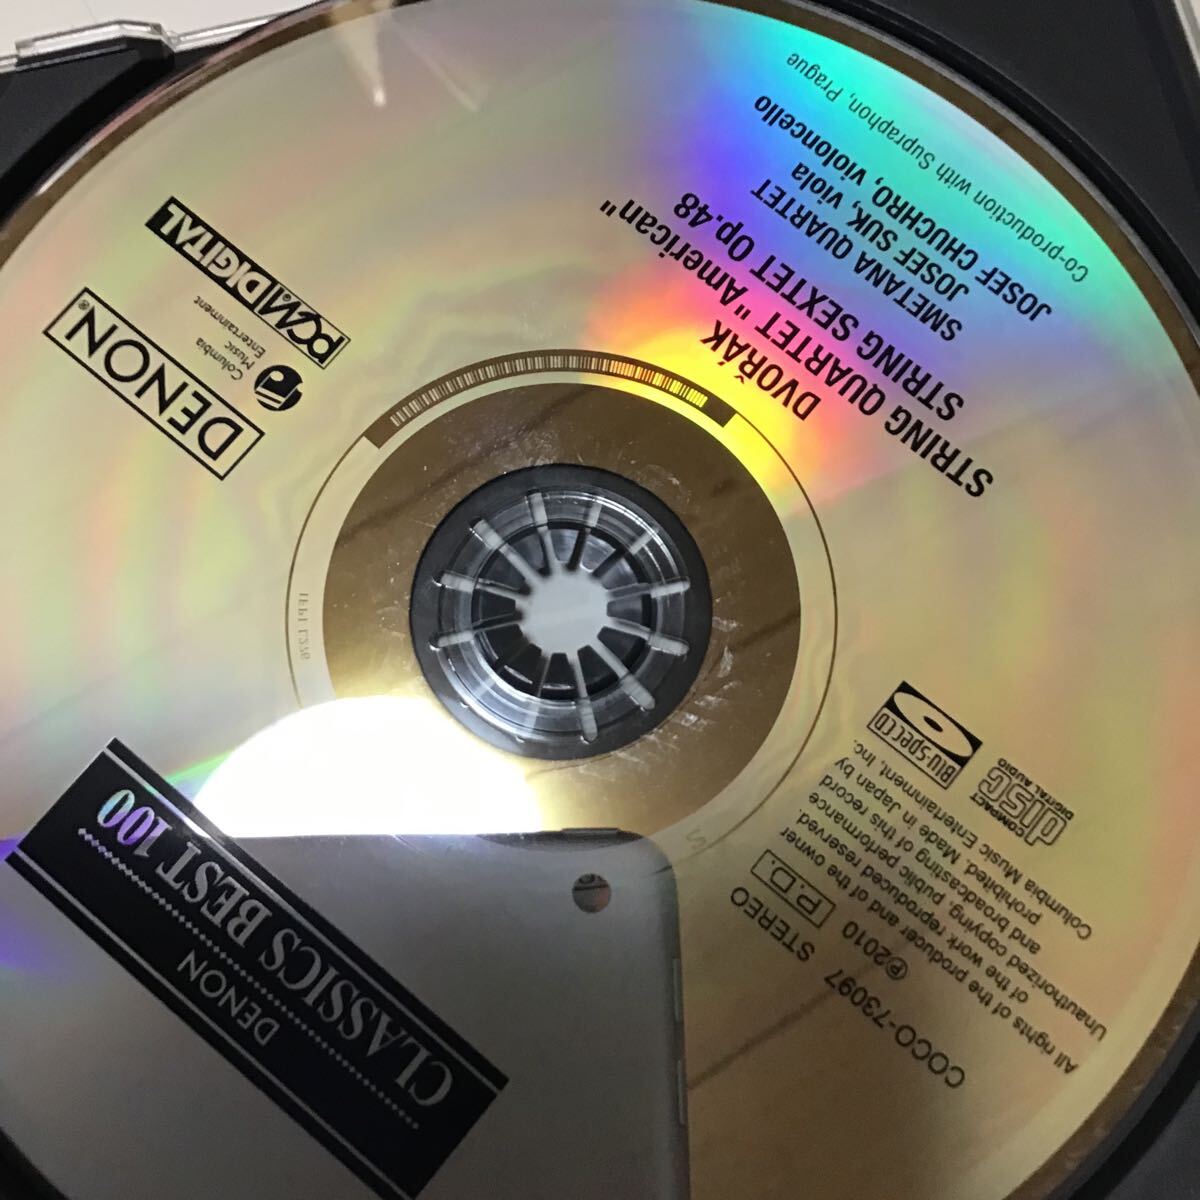 DENON
CLASSICS BEST 100
COCO-73097
STEREO
P.D.
℗2010
All rights of the producer and of the owner
of the work reproduced reserved.
Unauthorized copying, public performance
and broadcasting of this record
prohibited. Made in Japan by
Columbia Music Entertainment, Inc.
COMPACT
disc
DIGITAL AUDIO
Blu-spec CD
DENON®
Columbia
Music
Entertainment
PCM DIGITAL
DVOŘÁK
STRING QUARTET "American"
STRING SEXTET Op.48
SMETANA QUARTET
JOSEF SUK, viola
JOSEF CHUCHRO, violoncello
Co-production with Supraphon, Prague